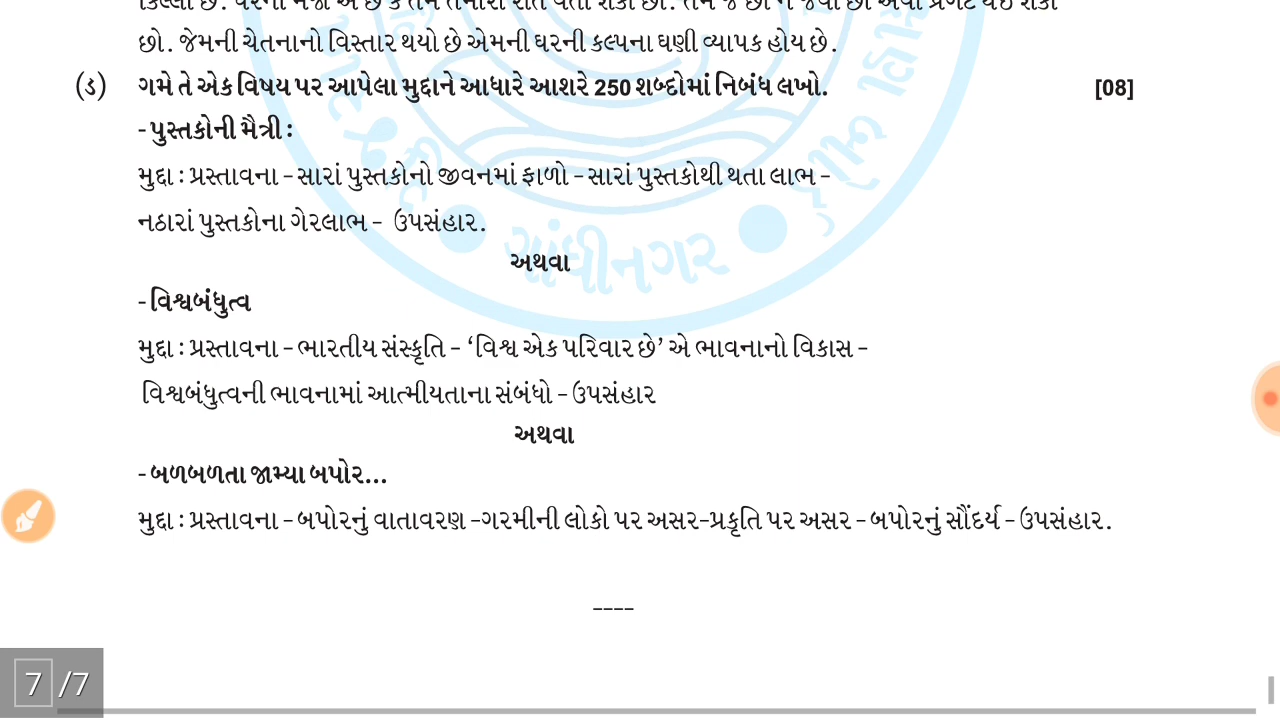 છો. જેમની ચેતનાનો વિસ્તાર થયો છે એમની ઘરની કલ્પના ઘણી વ્યાપક હોય છે.
(ડ) ગમે તે એક વિષય પર આપેલા મુદ્દાને આધારે આશરે 250 શબ્દોમાં નિબંધ લખો. [08]
- પુસ્તકોની મૈત્રી :
મુદ્દા : પ્રસ્તાવના - સારાં પુસ્તકોનો જીવનમાં ફાળો - સારાં પુસ્તકોથી થતા લાભ -
નઠારાં પુસ્તકોના ગેરલાભ - ઉપસંહાર.
ગાંધીનગર
અથવા
- વિશ્વબંધુત્વ
મુદ્દા : પ્રસ્તાવના - ભારતીય સંસ્કૃતિ - ‘વિશ્વ એક પરિવાર છે’ એ ભાવનાનો વિકાસ -
વિશ્વબંધુત્વની ભાવનામાં આત્મીયતાના સંબંધો - ઉપસંહાર
અથવા
- બળબળતા જામ્યા બપોર...
મુદ્દા : પ્રસ્તાવના - બપોરનું વાતાવરણ -ગરમીની લોકો પર અસર-પ્રકૃતિ પર અસર - બપોરનું સૌંદર્ય - ઉપસંહાર.
----
7 /7